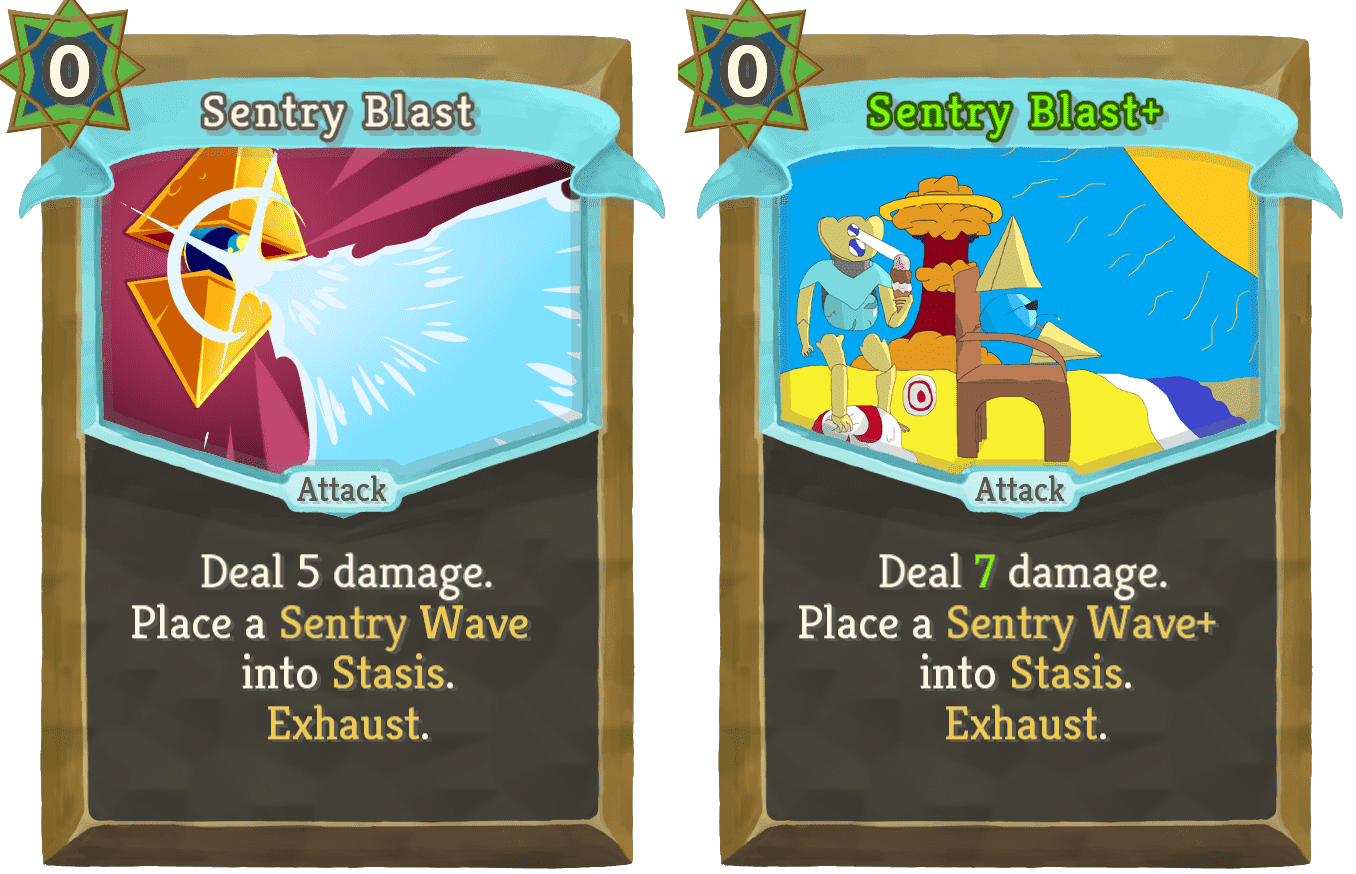 0
Sentry Blast
Attack
Deal 5 damage.
Place a Sentry Wave
into Stasis.
Exhaust.
0
Sentry Blast+
Attack
Deal 7 damage.
Place a Sentry Wave+
into Stasis.
Exhaust.